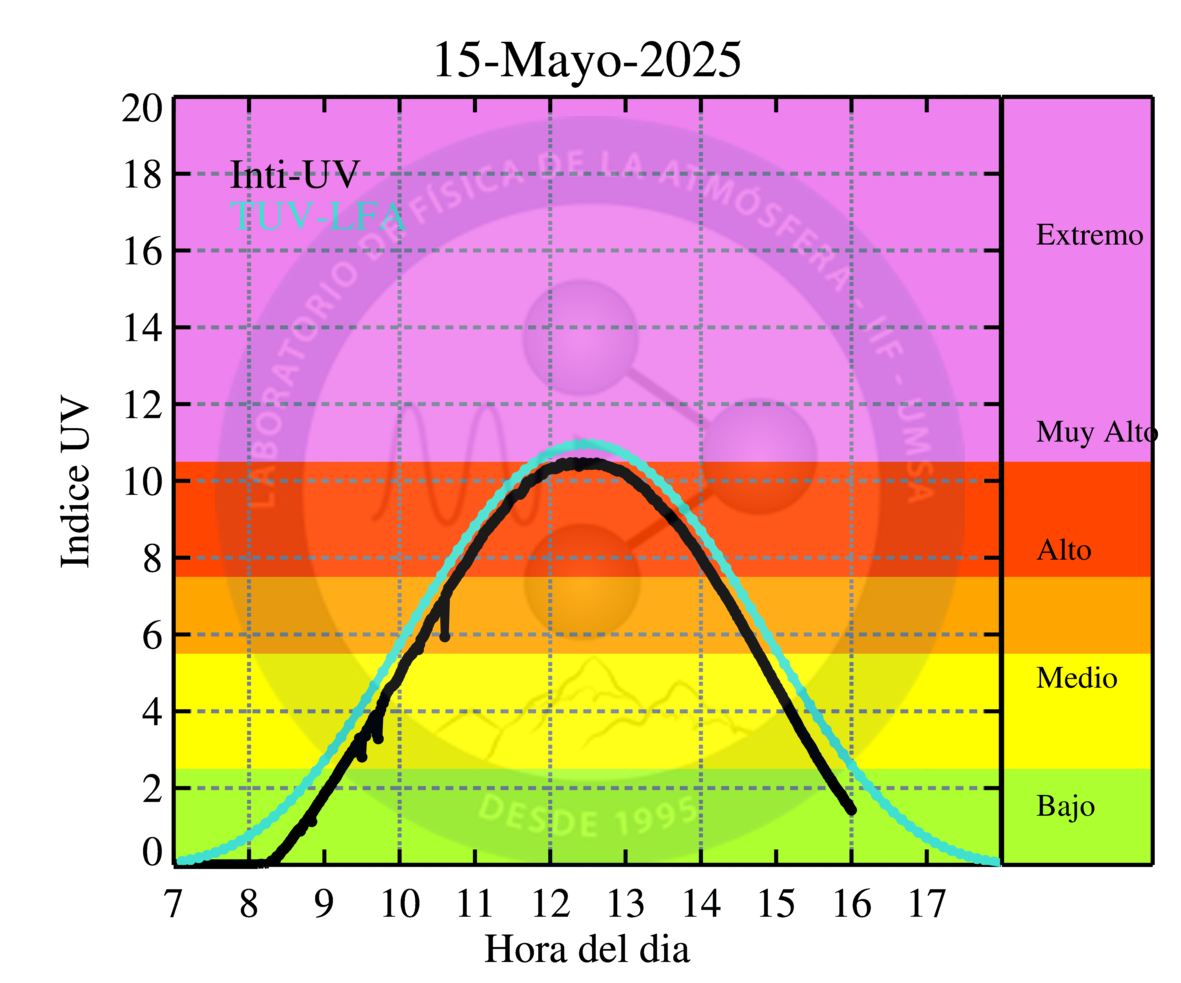 15-Mayo-2025
20
18
16
14
12
10
8
6
4
2
0
Indice UV
Inti-UV
TUV-LFA
LABORATORIO DE FÍSICA DE LA ATMÓSFERA - IIF - UMSA
DESDE 1995
Extremo
Muy Alto
Alto
Medio
Bajo
7 8 9 10 11 12 13 14 15 16 17
Hora del dia